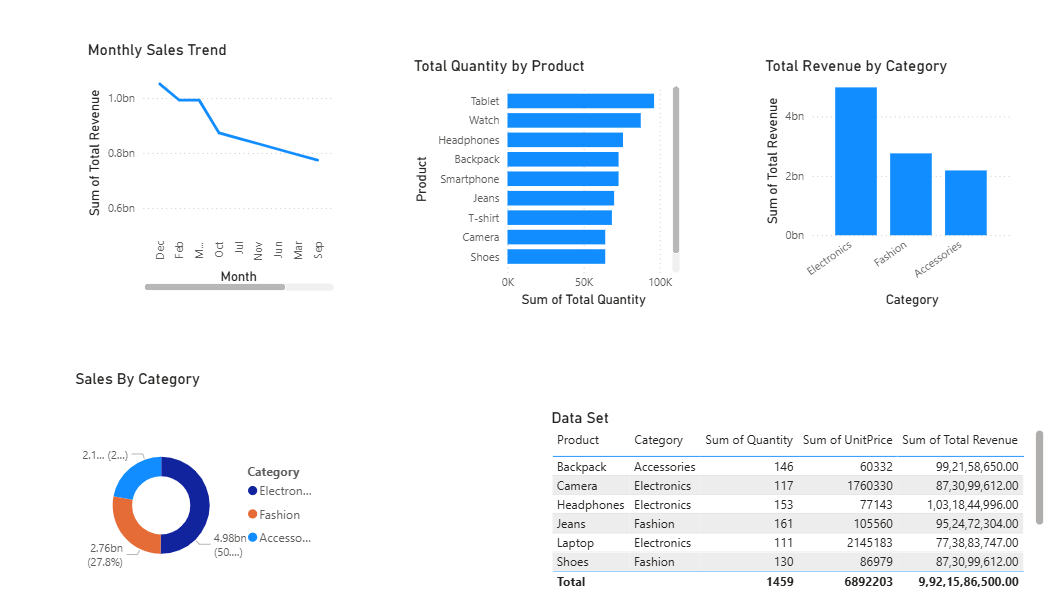 Monthly Sales Trend
Sum of Total Revenue
1.0bn
0.8bn
0.6bn
Dec
Feb
M...
Oct
Jul
Nov
Jun
Mar
Sep
Month
Total Quantity by Product
Product
Tablet
Watch
Headphones
Backpack
Smartphone
Jeans
T-shirt
Camera
Shoes
0K 50K 100K
Sum of Total Quantity
Total Revenue by Category
Sum of Total Revenue
4bn
2bn
0bn
Electronics
Fashion
Accessories
Category
Sales By Category
2.1... (2...)
2.76bn
(27.8%)
4.98bn
(50....)
Category
Electron...
Fashion
Accesso...
Data Set
Product Category Sum of Quantity Sum of UnitPrice Sum of Total Revenue
Backpack Accessories 146 60332 99,21,58,650.00
Camera Electronics 117 1760330 87,30,99,612.00
Headphones Electronics 153 77143 1,03,18,44,996.00
Jeans Fashion 161 105560 95,24,72,304.00
Laptop Electronics 111 2145183 77,38,83,747.00
Shoes Fashion 130 86979 87,30,99,612.00
Total 1459 6892203 9,92,15,86,500.00